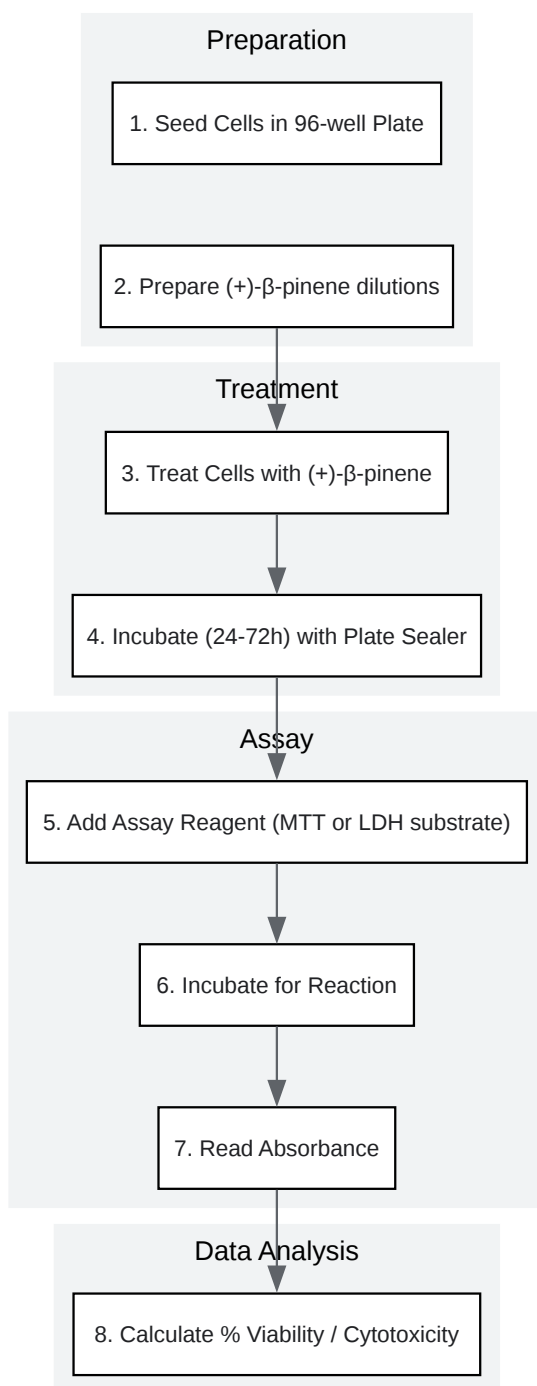 Preparation
1. Seed Cells in 96-well Plate
2. Prepare (+)-β-pinene dilutions
Treatment
3. Treat Cells with (+)-β-pinene
4. Incubate (24-72h) with Plate Sealer
Assay
5. Add Assay Reagent (MTT or LDH substrate)
6. Incubate for Reaction
7. Read Absorbance
Data Analysis
8. Calculate % Viability / Cytotoxicity